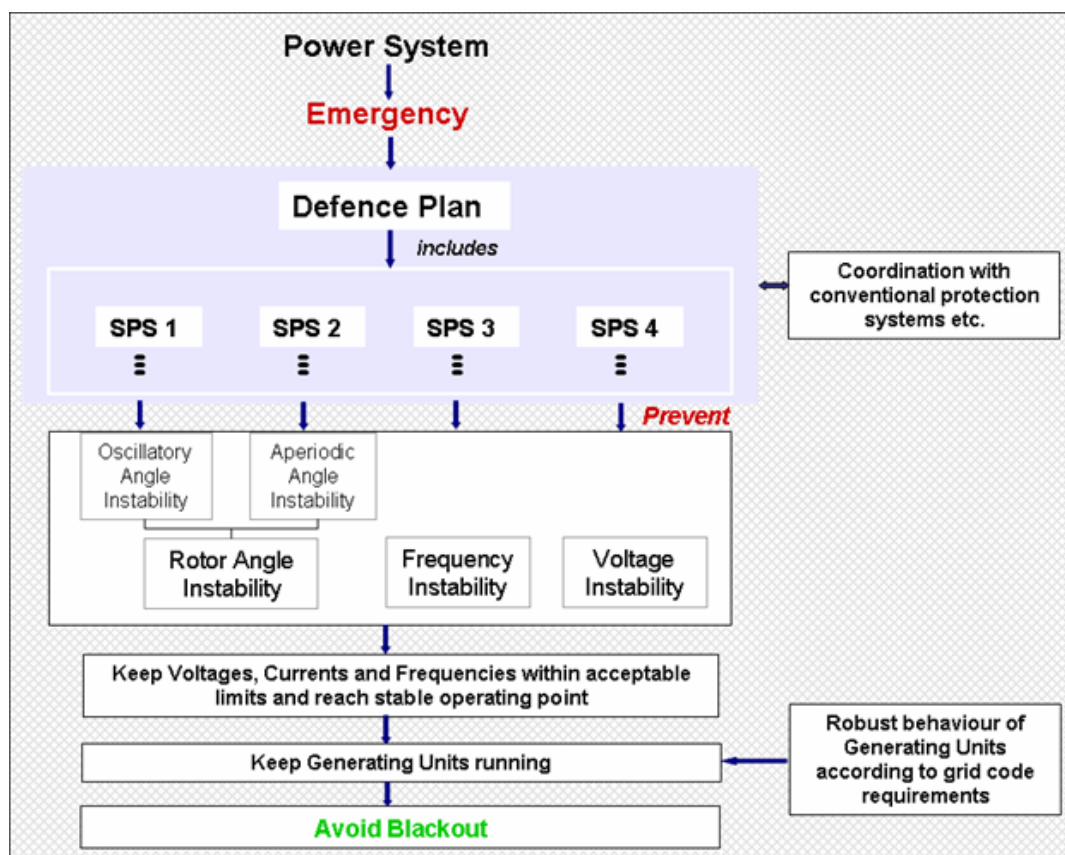 Power System
Emergency
Defence Plan
includes
SPS 1
SPS 2
SPS 3
SPS 4
Coordination with
conventional protection
systems etc.
Prevent
Oscillatory
Angle
Instability
Aperiodic
Angle
Instability
Rotor Angle
Instability
Frequency
Instability
Voltage
Instability
Keep Voltages, Currents and Frequencies within acceptable
limits and reach stable operating point
Keep Generating Units running
Robust behaviour of
Generating Units
according to grid code
requirements
Avoid Blackout